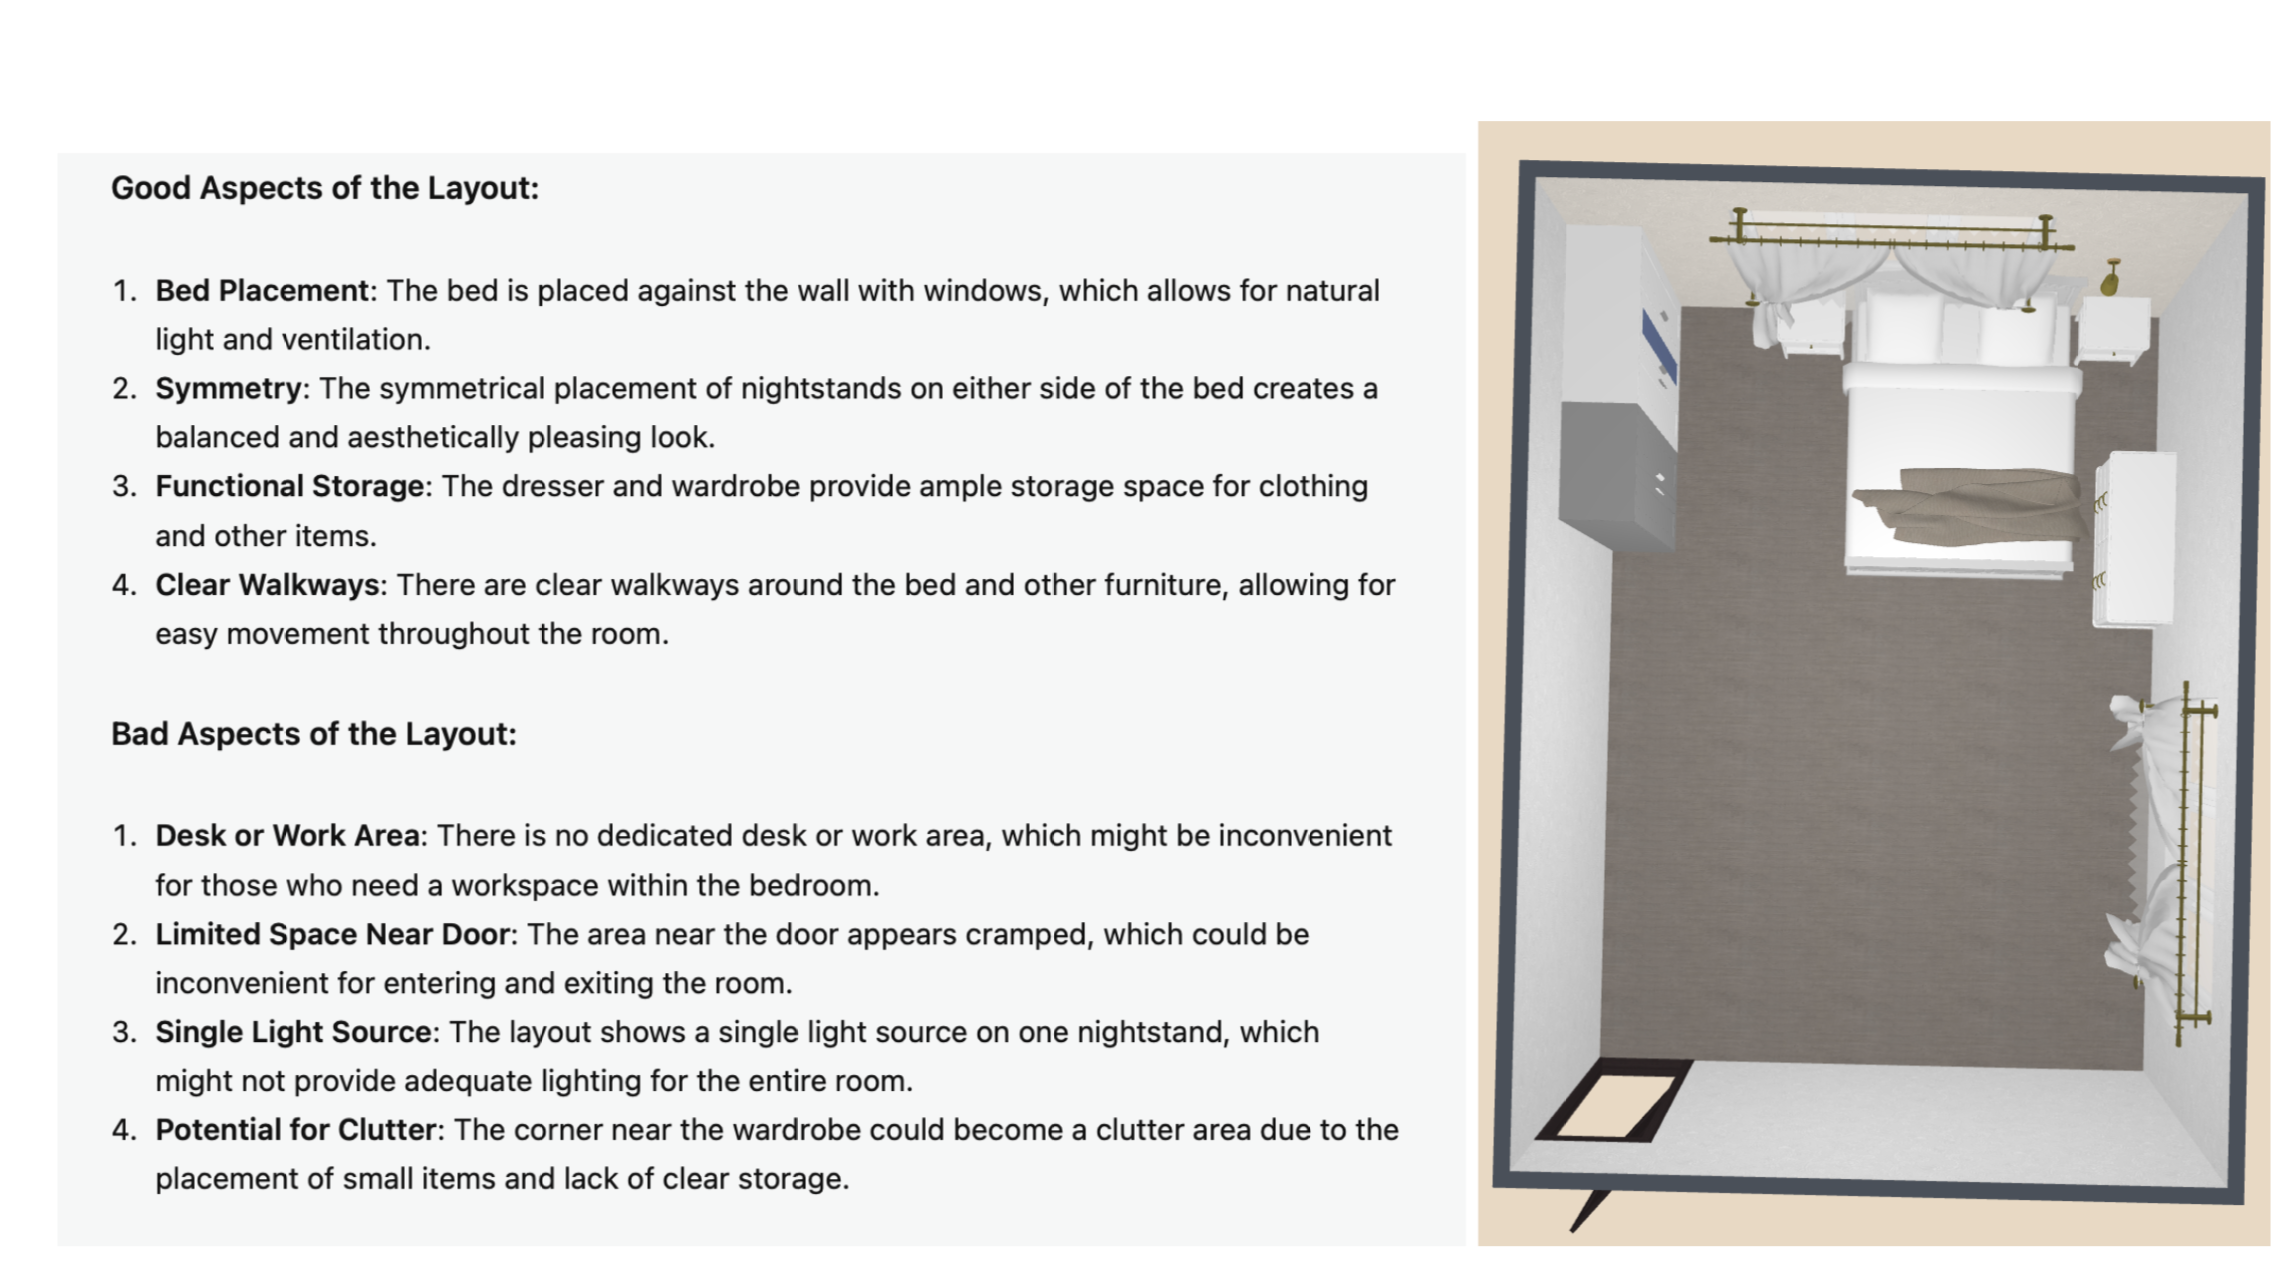 Good Aspects of the Layout:
1. Bed Placement: The bed is placed against the wall with windows, which allows for natural
light and ventilation.
2. Symmetry: The symmetrical placement of nightstands on either side of the bed creates a
balanced and aesthetically pleasing look.
3. Functional Storage: The dresser and wardrobe provide ample storage space for clothing
and other items.
4. Clear Walkways: There are clear walkways around the bed and other furniture, allowing for
easy movement throughout the room.
Bad Aspects of the Layout:
1. Desk or Work Area: There is no dedicated desk or work area, which might be inconvenient
for those who need a workspace within the bedroom.
2. Limited Space Near Door: The area near the door appears cramped, which could be
inconvenient for entering and exiting the room.
3. Single Light Source: The layout shows a single light source on one nightstand, which
might not provide adequate lighting for the entire room.
4. Potential for Clutter: The corner near the wardrobe could become a clutter area due to the
placement of small items and lack of clear storage.